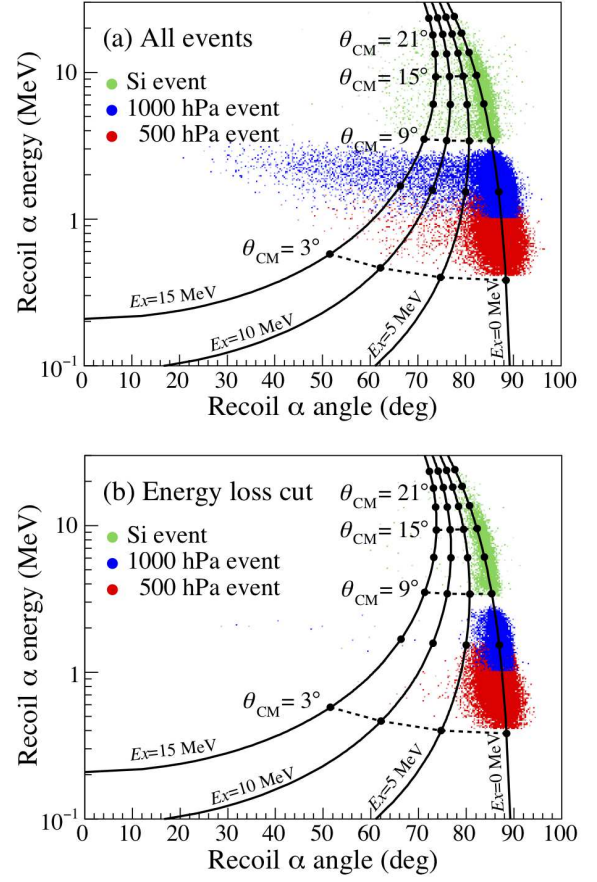 (a) All events
Si event
1000 hPa event
500 hPa event
θCM = 21°
θCM = 15°
θCM = 9°
θCM = 3°
Ex=15 MeV
Ex=10 MeV
Ex=5 MeV
Ex=0 MeV
Recoil α energy (MeV)
10
1
10⁻¹
0 10 20 30 40 50 60 70 80 90 100
Recoil α angle (deg)
(b) Energy loss cut
Si event
1000 hPa event
500 hPa event
θCM = 21°
θCM = 15°
θCM = 9°
θCM = 3°
Ex=15 MeV
Ex=10 MeV
Ex=5 MeV
Ex=0 MeV
Recoil α energy (MeV)
10
1
10⁻¹
0 10 20 30 40 50 60 70 80 90 100
Recoil α angle (deg)